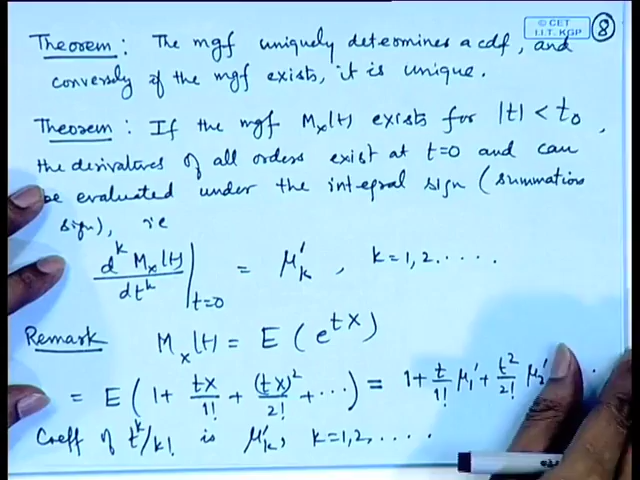 © CET
I.I.T. KGP
8
Theorem : The mgf uniquely determines a cdf, and
conversely if the mgf exists, it is unique.
Theorem : If the mgf M_X(t) exists for |t| < t_0,
the derivatives of all orders exist at t=0 and can
be evaluated under the integral sign (summation
sign), ie
d^k M_X(t) / dt^k |_{t=0} = μ'_k , k=1,2.....
Remark M_X(t) = E(e^{tX})
= E(1 + tX/1! + (tX)^2/2! + ...) = 1 + t/1! μ'_1 + t^2/2! μ'_2 .
Coeff of t^k/k! is μ'_k, k=1,2,....